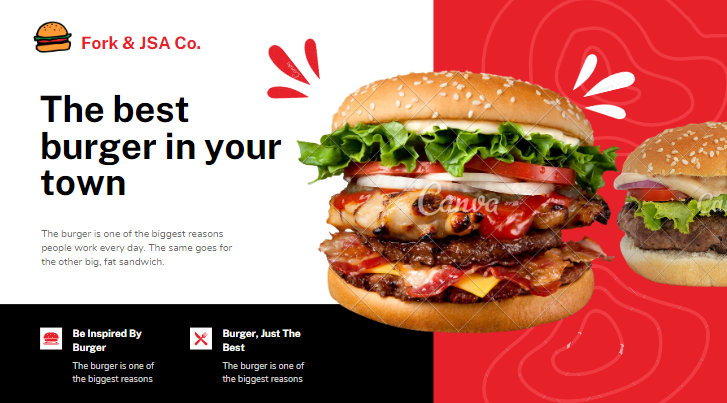 Fork & JSA Co.
The best
burger in your
town
The burger is one of the biggest reasons
people work every day. The same goes for
the other big, fat sandwich.
Be Inspired By
Burger
The burger is one of
the biggest reasons
Burger, Just The
Best
The burger is one of
the biggest reasons
Canva